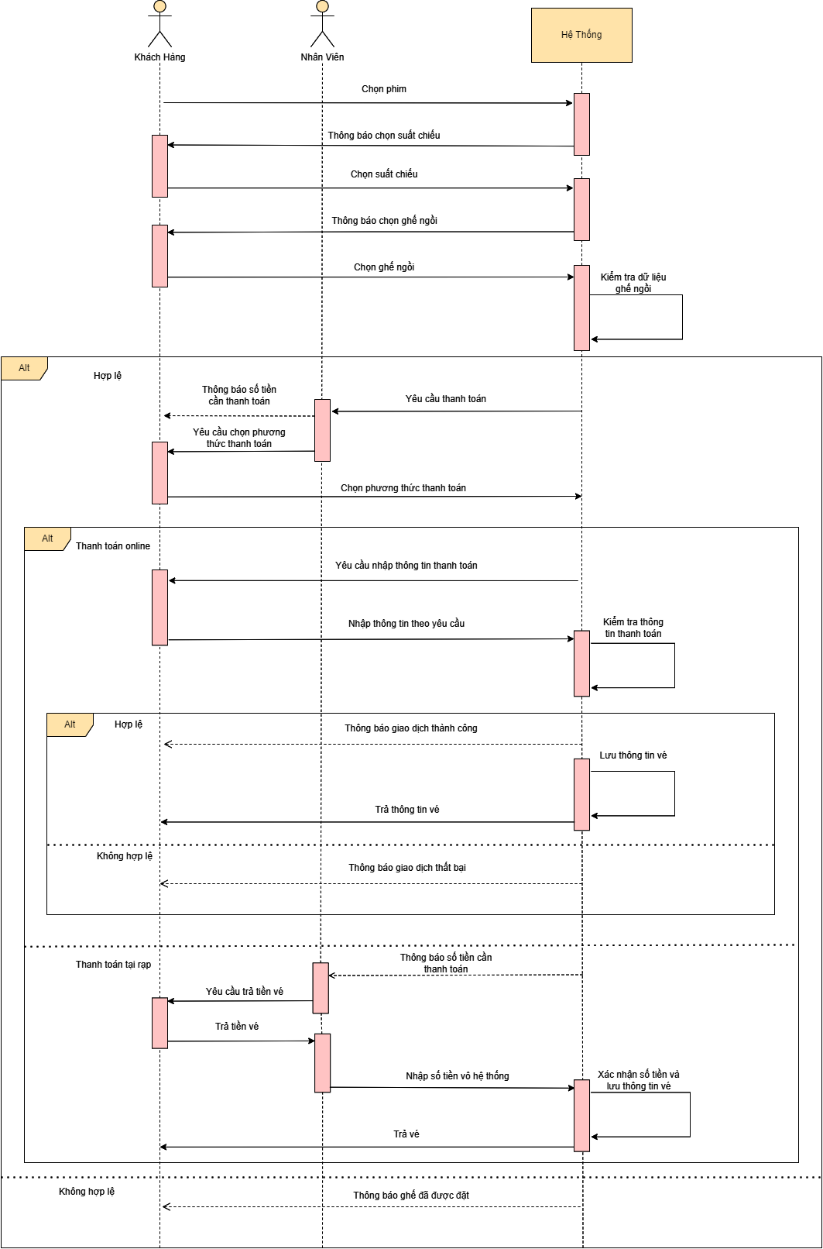 Khách Hàng
Nhân Viên
Hệ Thống
Chọn phim
Thông báo chọn suất chiếu
Chọn suất chiếu
Thông báo chọn ghế ngồi
Chọn ghế ngồi
Kiểm tra dữ liệu
ghế ngồi
Alt
Hợp lệ
Thông báo số tiền
cần thanh toán
Yêu cầu thanh toán
Yêu cầu chọn phương
thức thanh toán
Chọn phương thức thanh toán
Alt
Thanh toán online
Yêu cầu nhập thông tin thanh toán
Nhập thông tin theo yêu cầu
Kiểm tra thông
tin thanh toán
Alt
Hợp lệ
Thông báo giao dịch thành công
Lưu thông tin vé
Trả thông tin vé
Không hợp lệ
Thông báo giao dịch thất bại
Thanh toán tại rạp
Thông báo số tiền cần
thanh toán
Yêu cầu trả tiền vé
Trả tiền vé
Nhập số tiền vô hệ thống
Xác nhận số tiền và
lưu thông tin vé
Trả vé
Không hợp lệ
Thông báo ghế đã được đặt